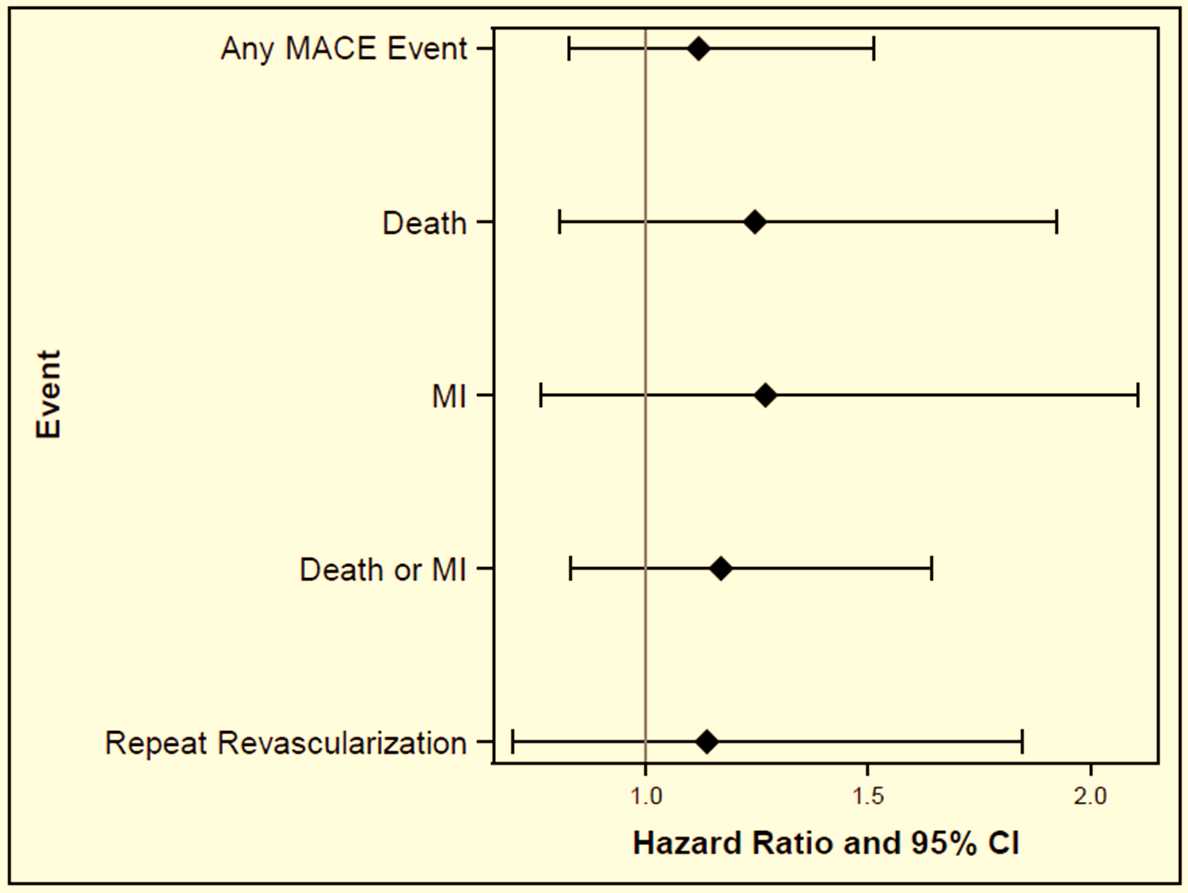 Any MACE Event
Death
MI
Death or MI
Repeat Revascularization
Event
1.0 1.5 2.0
Hazard Ratio and 95% CI